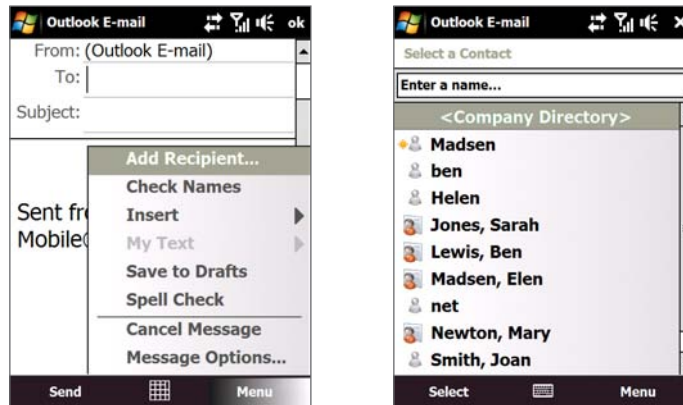 Outlook E-mail ok
From: (Outlook E-mail)
To:
Subject:
Add Recipient...
Check Names
Insert
My Text
Save to Drafts
Spell Check
Cancel Message
Message Options...
Sent fr
Mobile
Send Menu
Outlook E-mail
Select a Contact
Enter a name...
<Company Directory>
Madsen
ben
Helen
Jones, Sarah
Lewis, Ben
Madsen, Elen
net
Newton, Mary
Smith, Joan
Select Menu